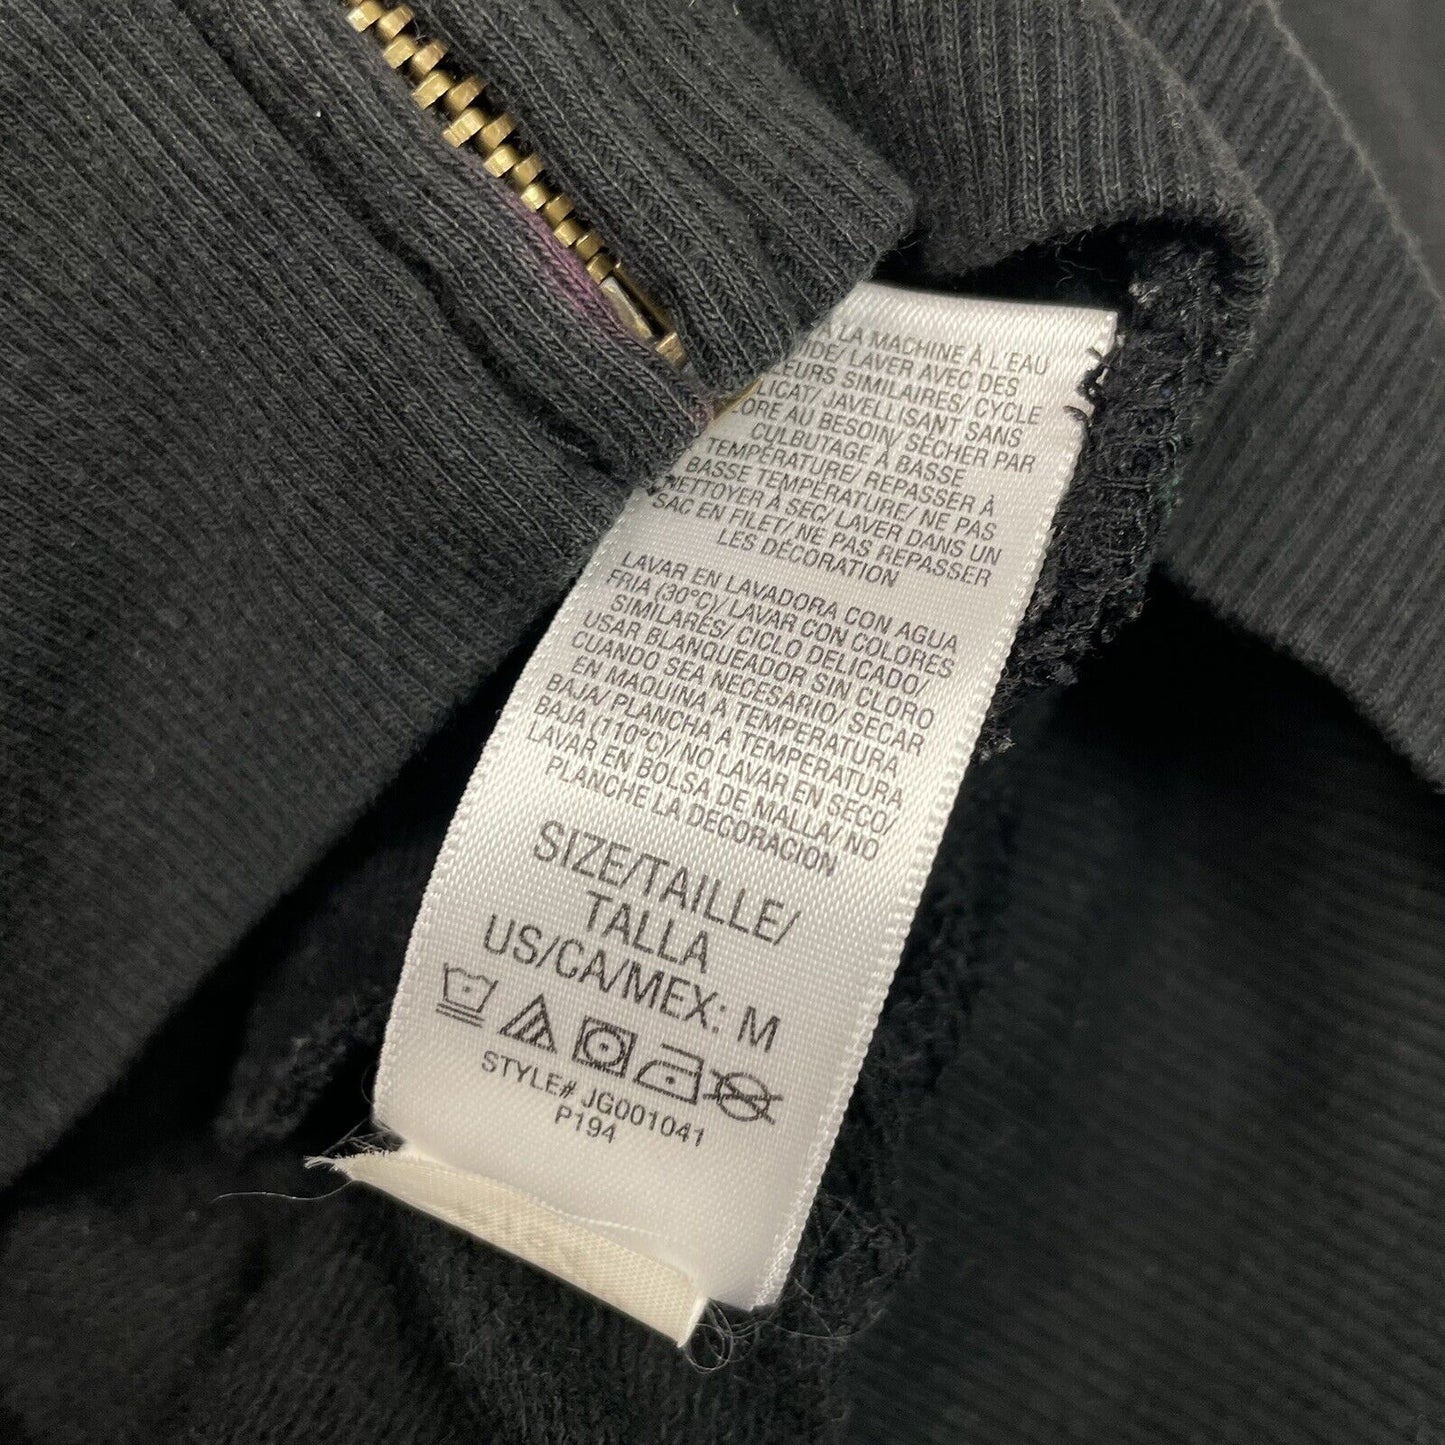 À LA MACHINE À L'EAU
LAVER AVEC DES
SIMILAIRES/ CYCLE
JAVELLISANT SANS
AU BESOIN/ SÉCHER PAR
CULBUTAGE À BASSE
TEMPÉRATURE/ REPASSER À
BASSE TEMPÉRATURE/ NE PAS
NETTOYER À SEC/ LAVER DANS UN
SAC EN FILET/ NE PAS REPASSER
LES DÉCORATION
LAVAR EN LAVADORA CON AGUA
FRIA (30°C)/ LAVAR CON COLORES
SIMILARES/ CICLO DELICADO/
USAR BLANQUEADOR SIN CLORO
CUANDO SEA NECESARIO/ SECAR
EN MAQUINA A TEMPERATURA
BAJA/ PLANCHA A TEMPERATURA
BAJA (110°C)/ NO LAVAR EN SECO/
LAVAR EN BOLSA DE MALLA/ NO
PLANCHE LA DECORACION
SIZE/TAILLE/
TALLA
US/CA/MEX: M
STYLE# JG001041
P194